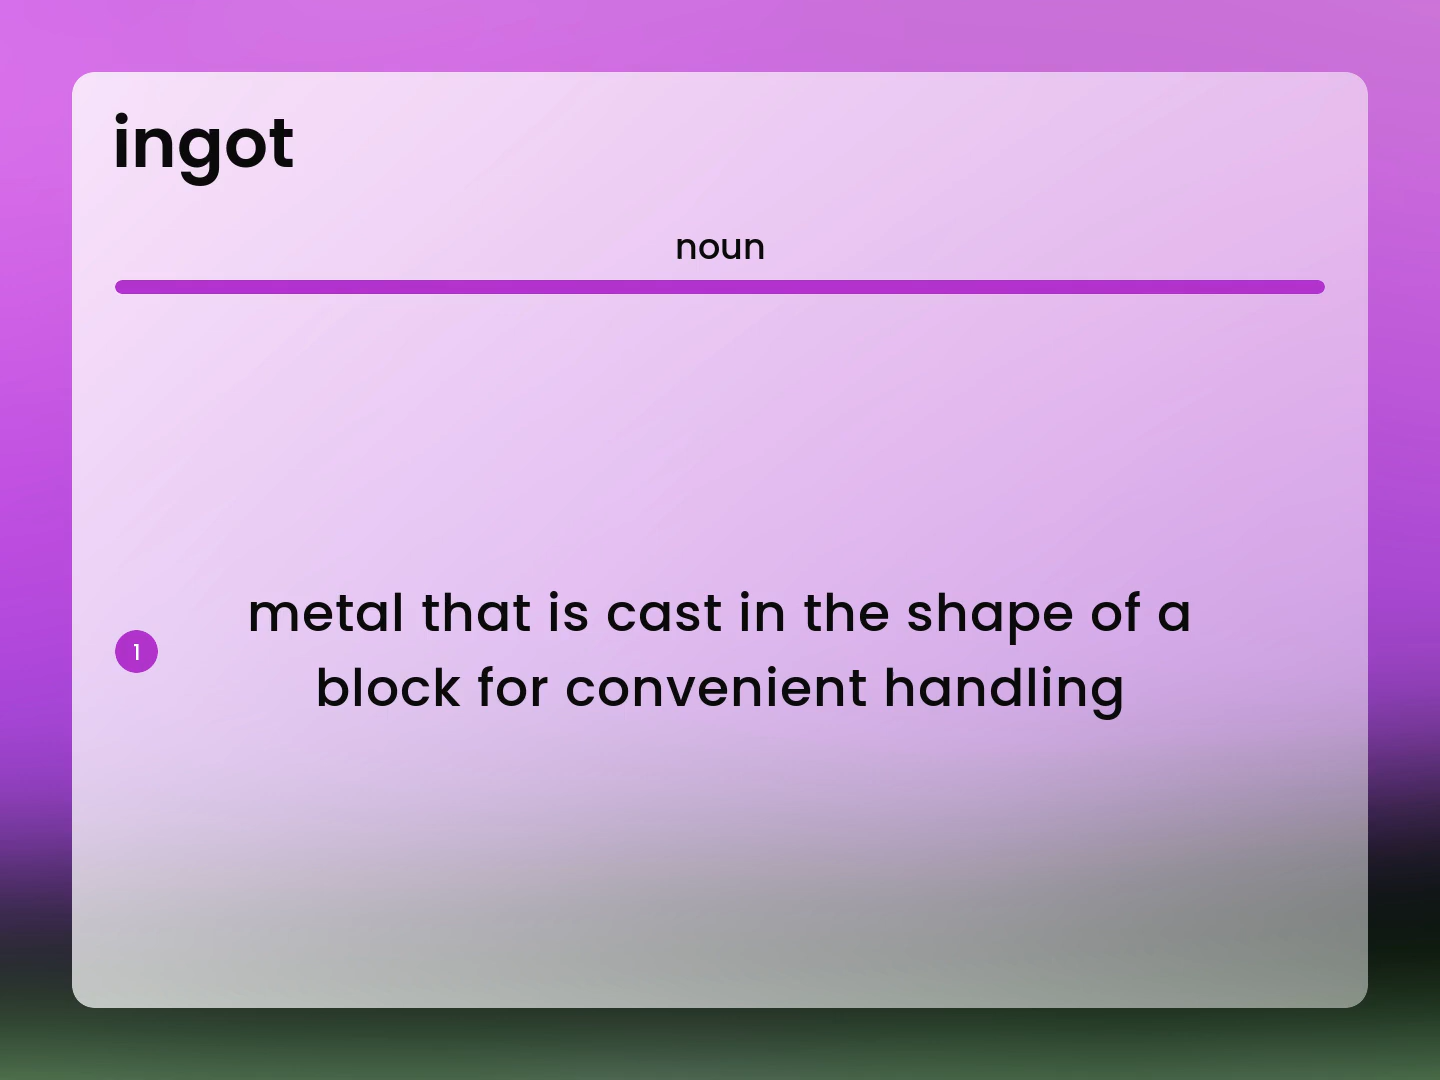 ingot
noun
1
metal that is cast in the shape of a
block for convenient handling